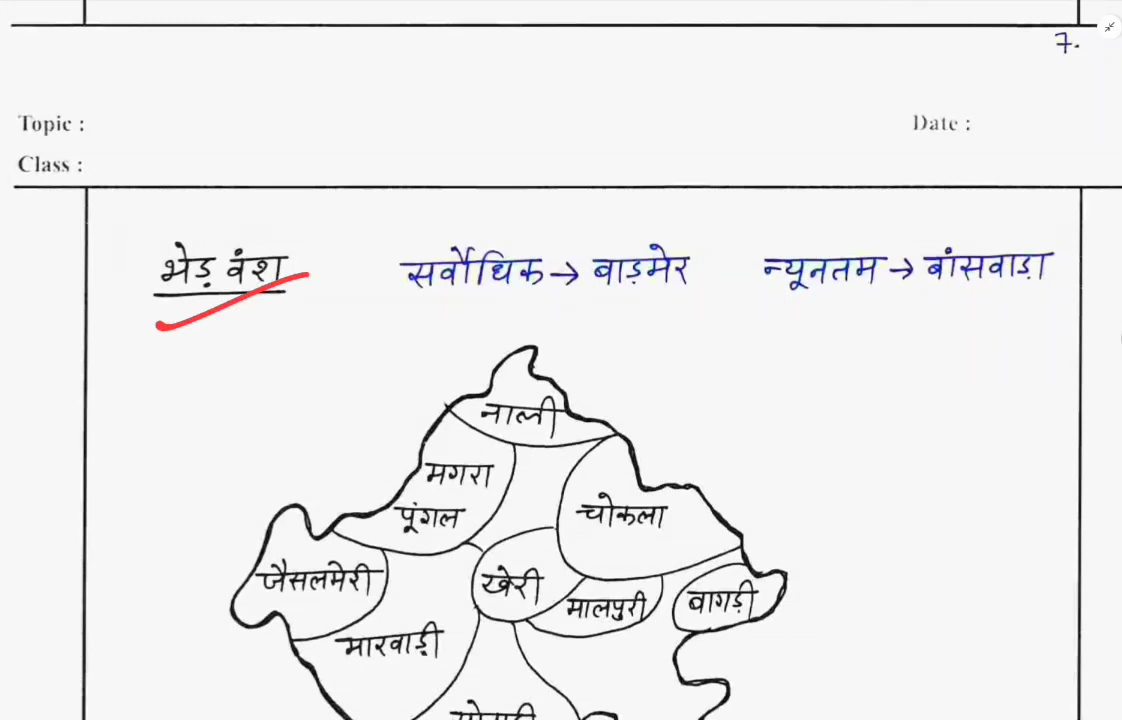 7.
Topic :
Date :
Class :
भेड़ वंश सर्वाधिक → बाड़मेर न्यूनतम → बांसवाड़ा
नाली
मगरा
पूंगल
चोकला
जैसलमेरी
खेरी
मालपुरी
बागड़ी
मारवाड़ी